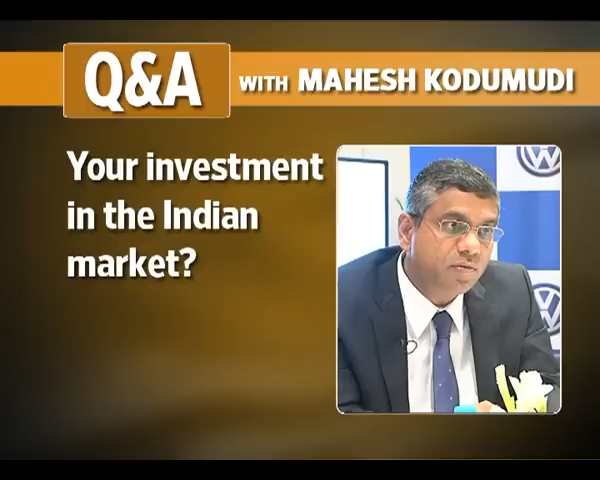 Q&A WITH MAHESH KODUMUDI
Your investment
in the Indian
market?